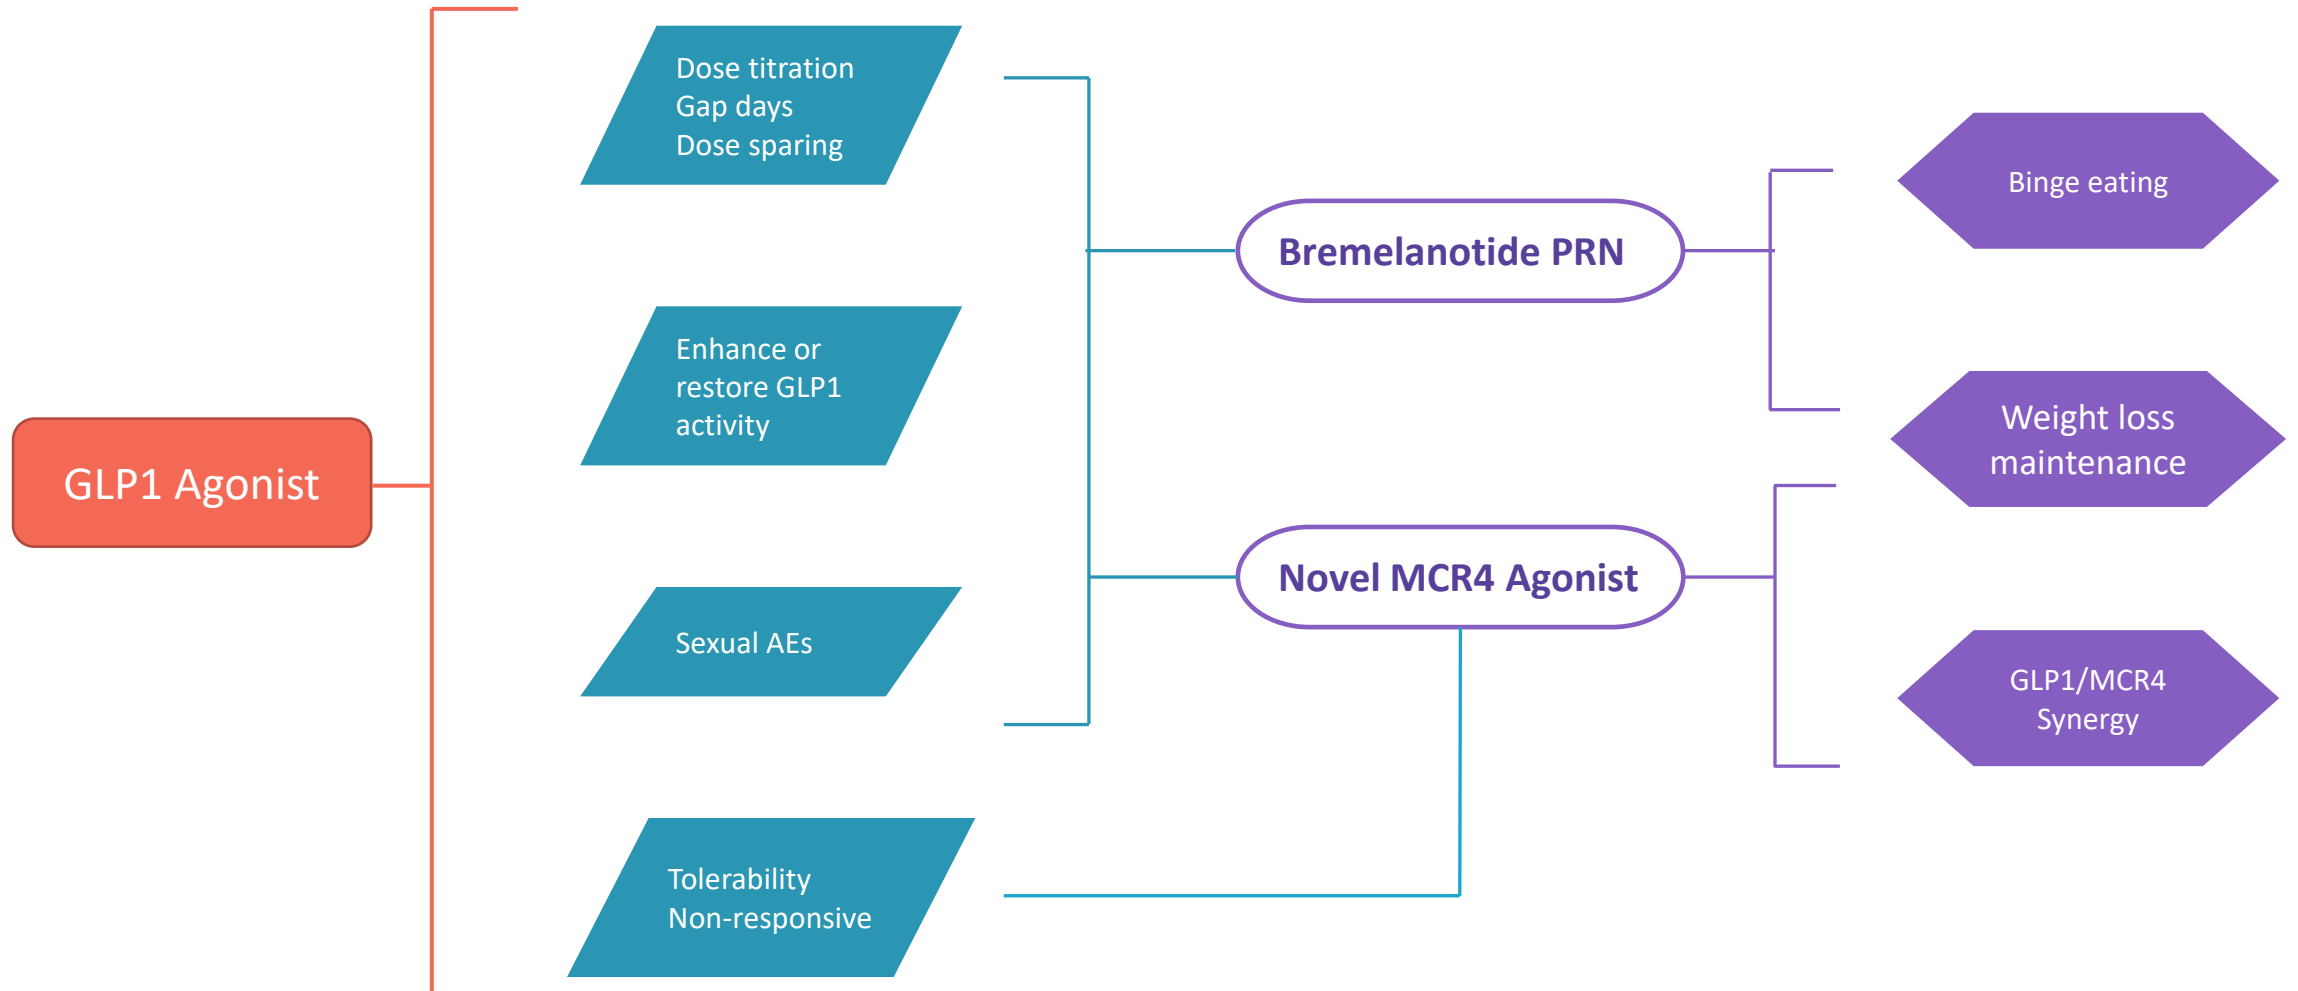 GLP1 Agonist
Dose titration
Gap days
Dose sparing
Enhance or
restore GLP1
activity
Sexual AEs
Tolerability
Non-responsive
Bremelanotide PRN
Novel MCR4 Agonist
Binge eating
Weight loss
maintenance
GLP1/MCR4
Synergy